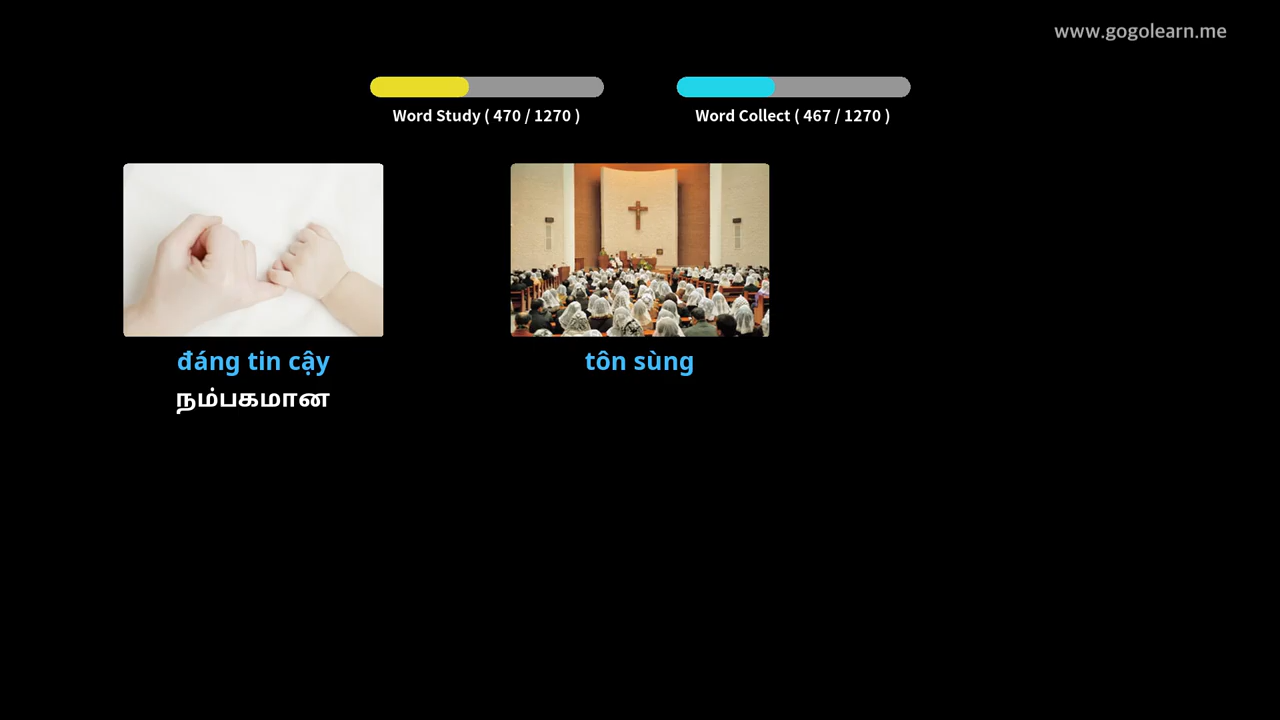 www.gogolearn.me
Word Study ( 470 / 1270 )
Word Collect ( 467 / 1270 )
đáng tin cậy
நம்பகமான
tôn sùng